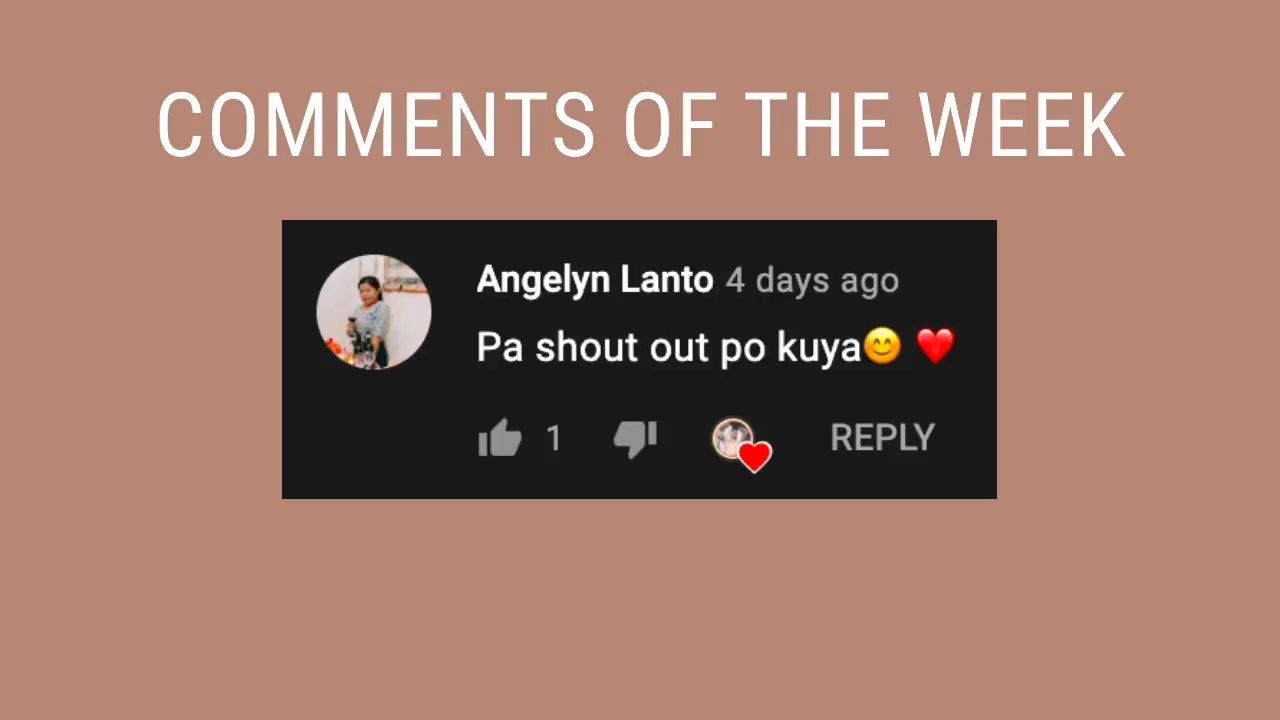 COMMENTS OF THE WEEK
Angelyn Lanto 4 days ago
Pa shout out po kuya😊 ❤️
1 REPLY